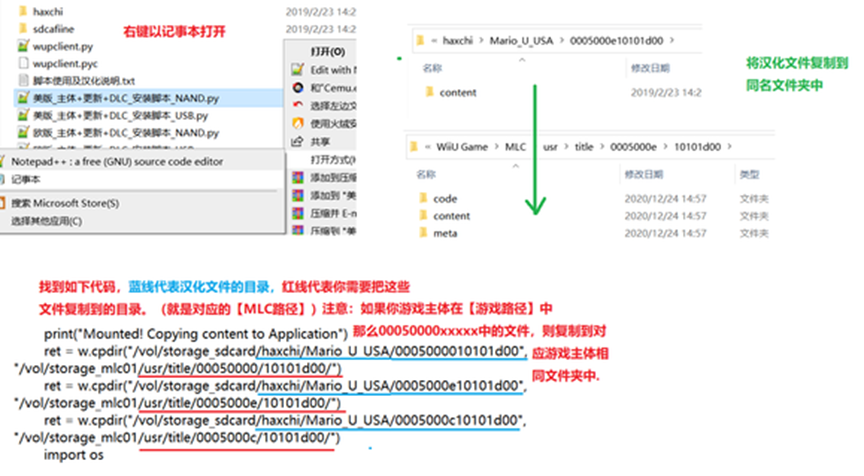 haxchi 2019/2/23 14:2
sdcafiine 2019/2/23 14:2
右键以记事本打开
wupclient.py
wupclient.pyc
脚本使用及汉化说明.txt
美版_主体+更新+DLC_安装脚本_NAND.py
美版_主体+更新+DLC_安装脚本_USB.py
欧版_主体+更新+DLC_安装脚本_NAND.py
打开(O)
Edit with N
和"Cemu.e
选择左边文
使用火绒安
共享
打开方式(H
添加到压缩
添加到 "美
压缩并 E-m
压缩到 "美
Notepad++ : a free (GNU) source code editor
记事本
搜索 Microsoft Store(S)
选择其他应用(C)
« haxchi > Mario_U_USA > 0005000e10101d00 >
名称 修改日期
content 2019/2/23 14:2
将汉化文件复制到
同名文件夹中
« WiiU Game > MLC > usr > title > 0005000e > 10101d00 >
名称 修改日期 类型
code 2020/12/24 14:57 文件夹
content 2020/12/24 14:57 文件夹
meta 2020/12/24 14:57 文件夹
找到如下代码，蓝线代表汉化文件的目录，红线代表你需要把这些
文件复制到的目录。（就是对应的【MLC路径】）注意：如果你游戏主体在【游戏路径】中
print("Mounted! Copying content to Application") 那么00050000xxxxx中的文件，则复制到对
ret = w.cpdir("/vol/storage_sdcard/haxchi/Mario_U_USA/0005000010101d00", 应游戏主体相
"/vol/storage_mlc01/usr/title/00050000/10101d00/") 同文件夹中.
ret = w.cpdir("/vol/storage_sdcard/haxchi/Mario_U_USA/0005000e10101d00",
"/vol/storage_mlc01/usr/title/0005000e/10101d00/")
ret = w.cpdir("/vol/storage_sdcard/haxchi/Mario_U_USA/0005000c10101d00",
"/vol/storage_mlc01/usr/title/0005000c/10101d00/")
import os